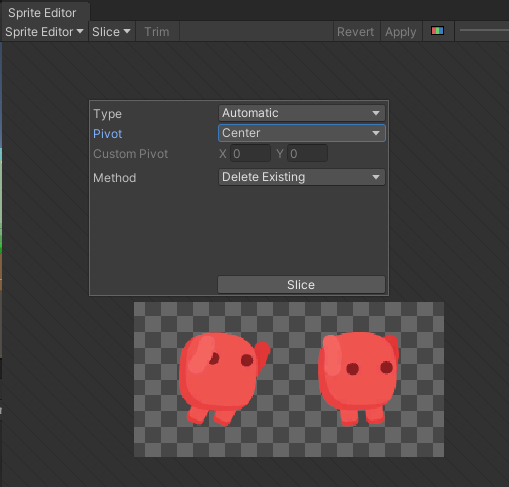 Sprite Editor
Sprite Editor Slice Trim Revert Apply
Type Automatic
Pivot Center
Custom Pivot X 0 Y 0
Method Delete Existing
Slice